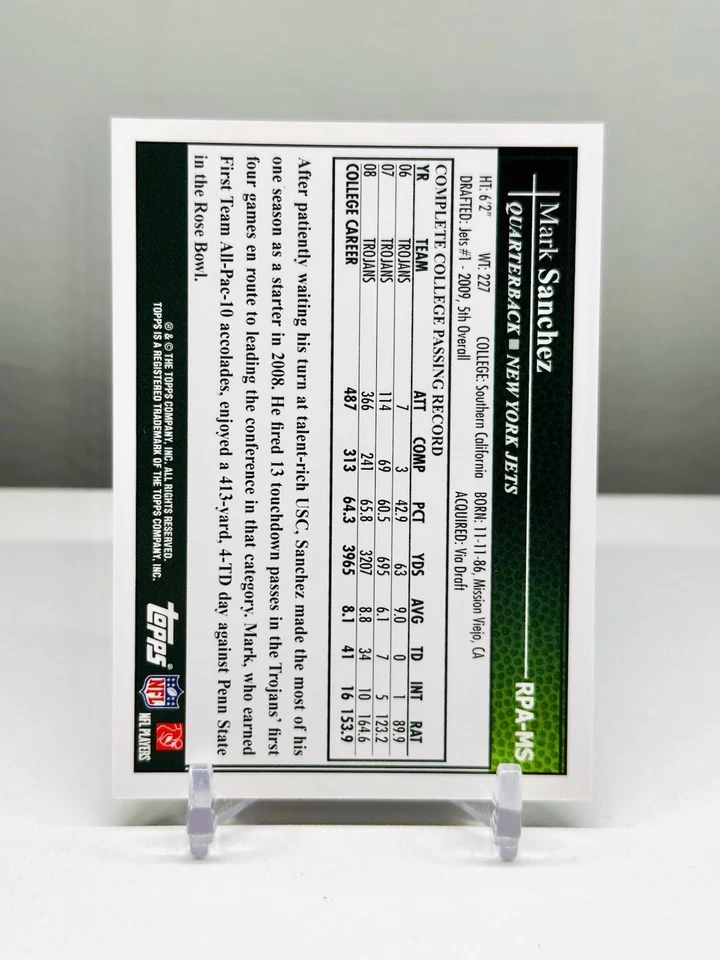 Mark Sanchez RPA-MS
QUARTERBACK ■ NEW YORK JETS
HT: 6'2" WT: 227 COLLEGE: Southern California BORN: 11-11-86, Mission Viejo, CA
DRAFTED: Jets #1 - 2009, 5th Overall ACQUIRED: Via Draft
COMPLETE COLLEGE PASSING RECORD
YR TEAM ATT COMP PCT YDS AVG TD INT RAT
06 TROJANS 7 3 42.9 63 9.0 0 1 89.9
07 TROJANS 114 69 60.5 695 6.1 7 5 123.2
08 TROJANS 366 241 65.8 3207 8.8 34 10 164.6
COLLEGE CAREER 487 313 64.3 3965 8.1 41 16 153.9
After patiently waiting his turn at talent-rich USC, Sanchez made the most of his
one season as a starter in 2008. He fired 13 touchdown passes in the Trojans' first
four games en route to leading the conference in that category. Mark, who earned
First Team All-Pac-10 accolades, enjoyed a 413-yard, 4-TD day against Penn State
in the Rose Bowl.
® & © THE TOPPS COMPANY, INC. ALL RIGHTS RESERVED.
TOPPS IS A REGISTERED TRADEMARK OF THE TOPPS COMPANY, INC.
topps®
NFL
NFL PLAYERS